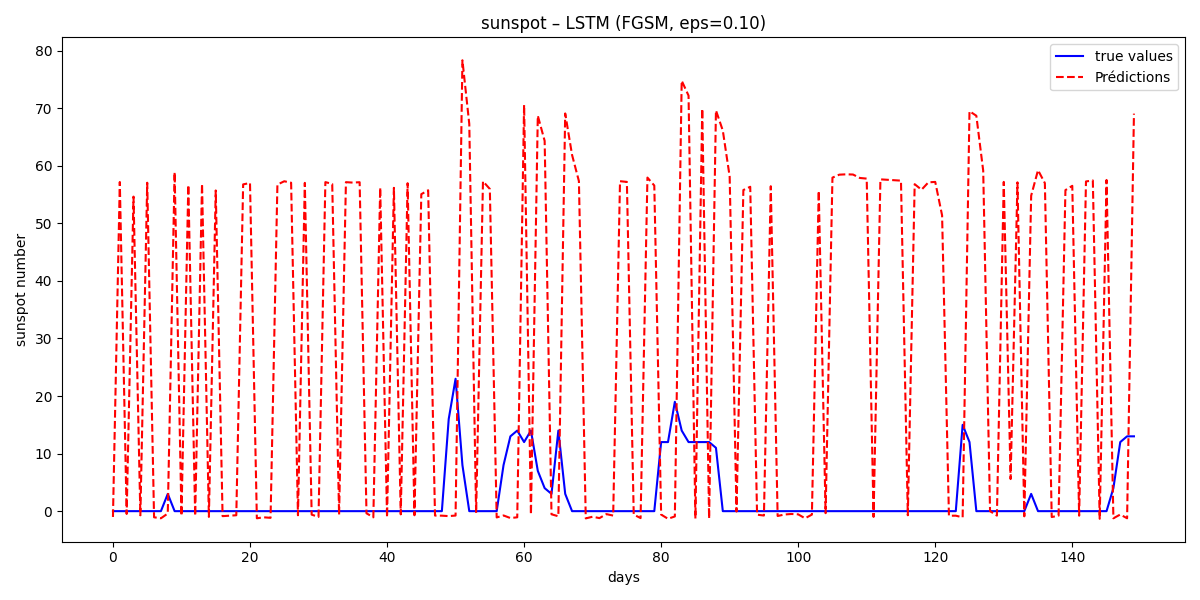 sunspot – LSTM (FGSM, eps=0.10)
true values
Prédictions
sunspot number
80
70
60
50
40
30
20
10
0
0 20 40 60 80 100 120 140
days